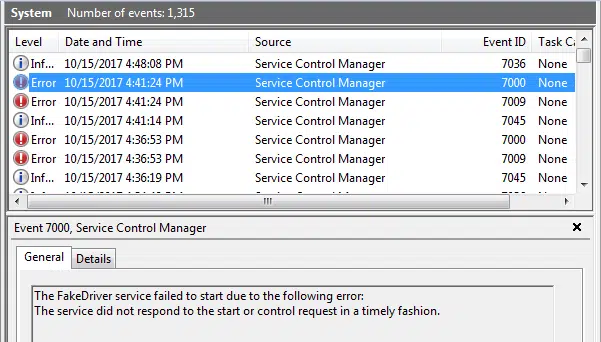 System Number of events: 1,315
Level Date and Time Source Event ID Task Ca
Inf... 10/15/2017 4:48:08 PM Service Control Manager 7036 None
Error 10/15/2017 4:41:24 PM Service Control Manager 7000 None
Error 10/15/2017 4:41:24 PM Service Control Manager 7009 None
Inf... 10/15/2017 4:41:14 PM Service Control Manager 7045 None
Error 10/15/2017 4:36:53 PM Service Control Manager 7000 None
Error 10/15/2017 4:36:53 PM Service Control Manager 7009 None
Inf... 10/15/2017 4:36:19 PM Service Control Manager 7045 None
Event 7000, Service Control Manager
General Details
The FakeDriver service failed to start due to the following error:
The service did not respond to the start or control request in a timely fashion.